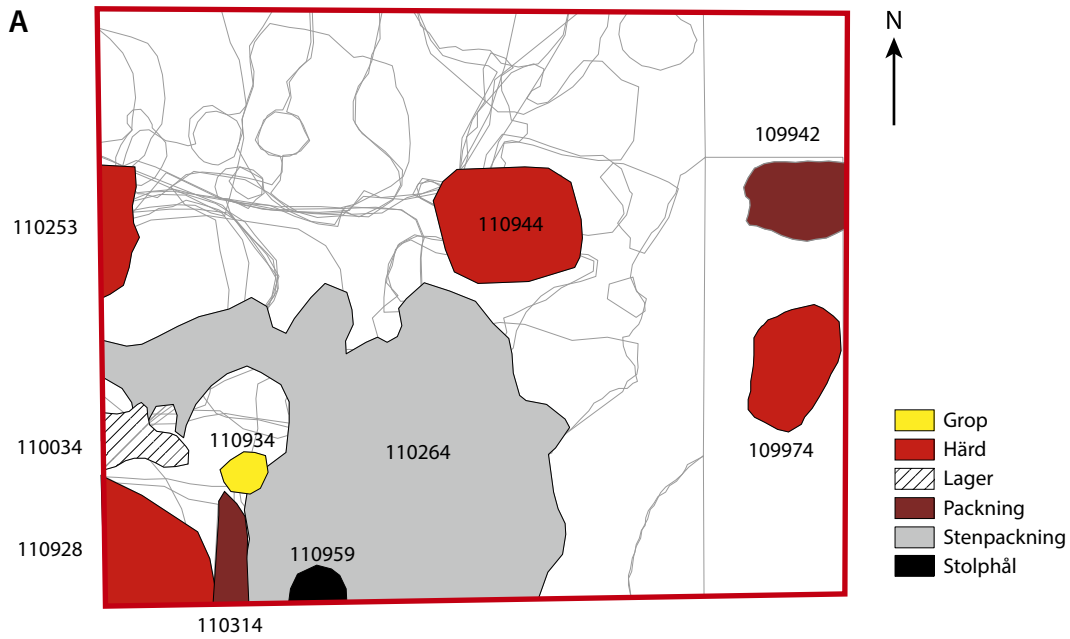 A
N
109942
110253
110944
110934
110034
110264
109974
110928
110959
110314
Grop
Härd
Lager
Packning
Stenpackning
Stolphål